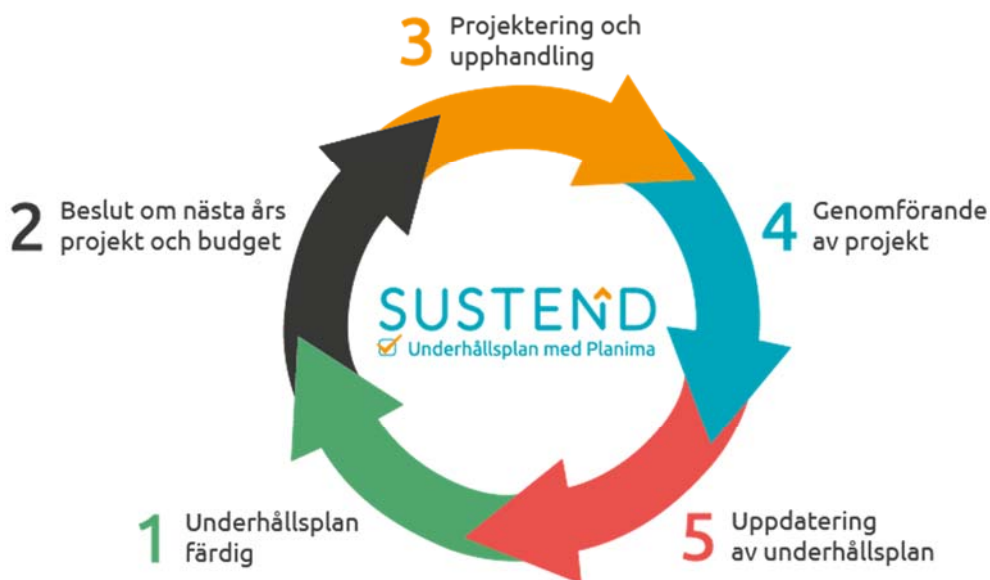 3 Projektering och
upphandling
2 Beslut om nästa års
projekt och budget
4 Genomförande
av projekt
SUSTEND
Underhållsplan med Planima
1 Underhållsplan
färdig
5 Uppdatering
av underhållsplan